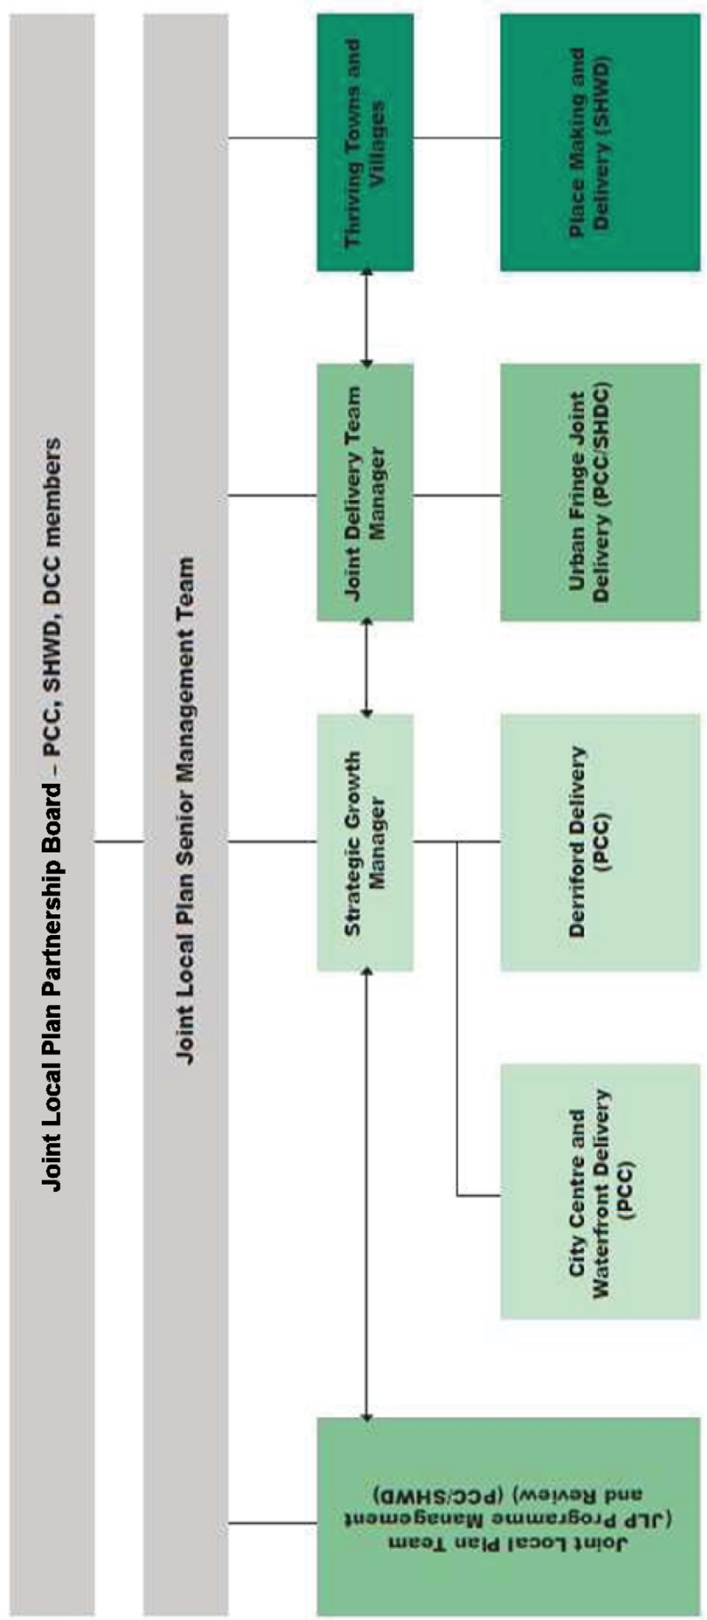 Joint Local Plan Partnership Board – PCC, SHWD, DCC members
Joint Local Plan Senior Management Team
Joint Local Plan Team
(JLP Programme Management
and Review) (PCC/SHWD)
Strategic Growth
Manager
Joint Delivery Team
Manager
Thriving Towns and
Villages
City Centre and
Waterfront Delivery
(PCC)
Derriford Delivery
(PCC)
Urban Fringe Joint
Delivery (PCC/SHDC)
Place Making and
Delivery (SHWD)